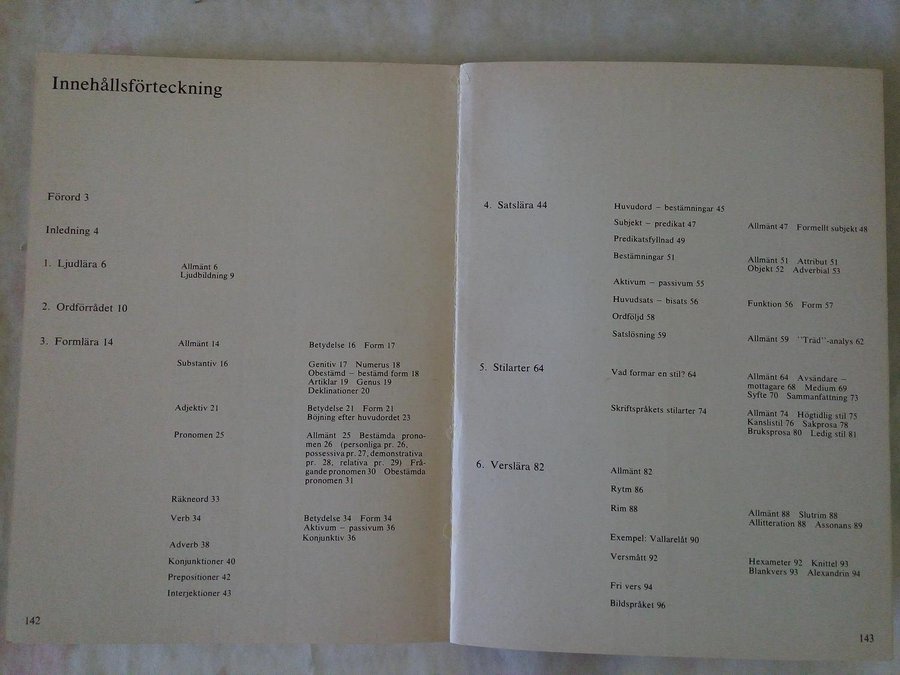 Innehållsförteckning
Förord 3
Inledning 4
1. Ljudlära 6
Allmänt 6
Ljudbildning 9
2. Ordförrådet 10
3. Formlära 14
Allmänt 14
Betydelse 16 Form 17
Substantiv 16
Genitiv 17 Numerus 18
Obestämd – bestämd form 18
Artiklar 19 Genus 19
Deklinationer 20
Adjektiv 21
Betydelse 21 Form 21
Böjning efter huvudordet 23
Pronomen 25
Allmänt 25 Bestämda prono-
men 26 (personliga pr. 26,
possessiva pr. 27, demonstrativa
pr. 28, relativa pr. 29) Frå-
gande pronomen 30 Obestämda
pronomen 31
Räkneord 33
Verb 34
Betydelse 34 Form 34
Aktivum – passivum 36
Konjunktiv 36
Adverb 38
Konjunktioner 40
Prepositioner 42
Interjektioner 43
142
4. Satslära 44
Huvudord – bestämningar 45
Subjekt – predikat 47
Allmänt 47 Formellt subjekt 48
Predikatsfyllnad 49
Bestämningar 51
Allmänt 51 Attribut 51
Objekt 52 Adverbial 53
Aktivum – passivum 55
Huvudsats – bisats 56
Funktion 56 Form 57
Ordföljd 58
Satslösning 59
Allmänt 59 "Träd"-analys 62
5. Stilarter 64
Vad formar en stil? 64
Allmänt 64 Avsändare –
mottagare 68 Medium 69
Syfte 70 Sammanfattning 73
Skriftspråkets stilarter 74
Allmänt 74 Högtidlig stil 75
Kanslistil 76 Sakprosa 78
Bruksprosa 80 Ledig stil 81
6. Verslära 82
Allmänt 82
Rytm 86
Rim 88
Allmänt 88 Slutrim 88
Allitteration 88 Assonans 89
Exempel: Vallarelåt 90
Versmått 92
Hexameter 92 Knittel 93
Blankvers 93 Alexandrin 94
Fri vers 94
Bildspråket 96
143